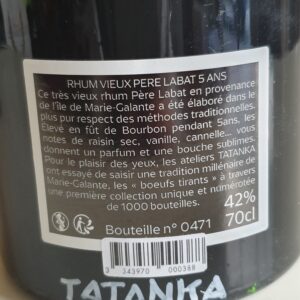 RHUM VIEUX PERE LABAT 5 ANS
Ce très vieux rhum Père Labat en provenance
de l'île de Marie-Galante a été élaboré dans le
plus pur respect des méthodes traditionnelles.
Elevé en fût de Bourbon pendant 5ans, les
notes de raisin sec, vanille, cannelle... vous
donnent un parfum et une bouche sublimes.
Pour le plaisir des yeux, les ateliers TATANKA
ont essayé de saisir une tradition millénaire de
Marie-Galante, les « boeufs tirants » à travers
une première collection unique et numérotée
de 1000 bouteilles.
42%
70cl
Bouteille n° 0471
3 343970 000388
TATANKA